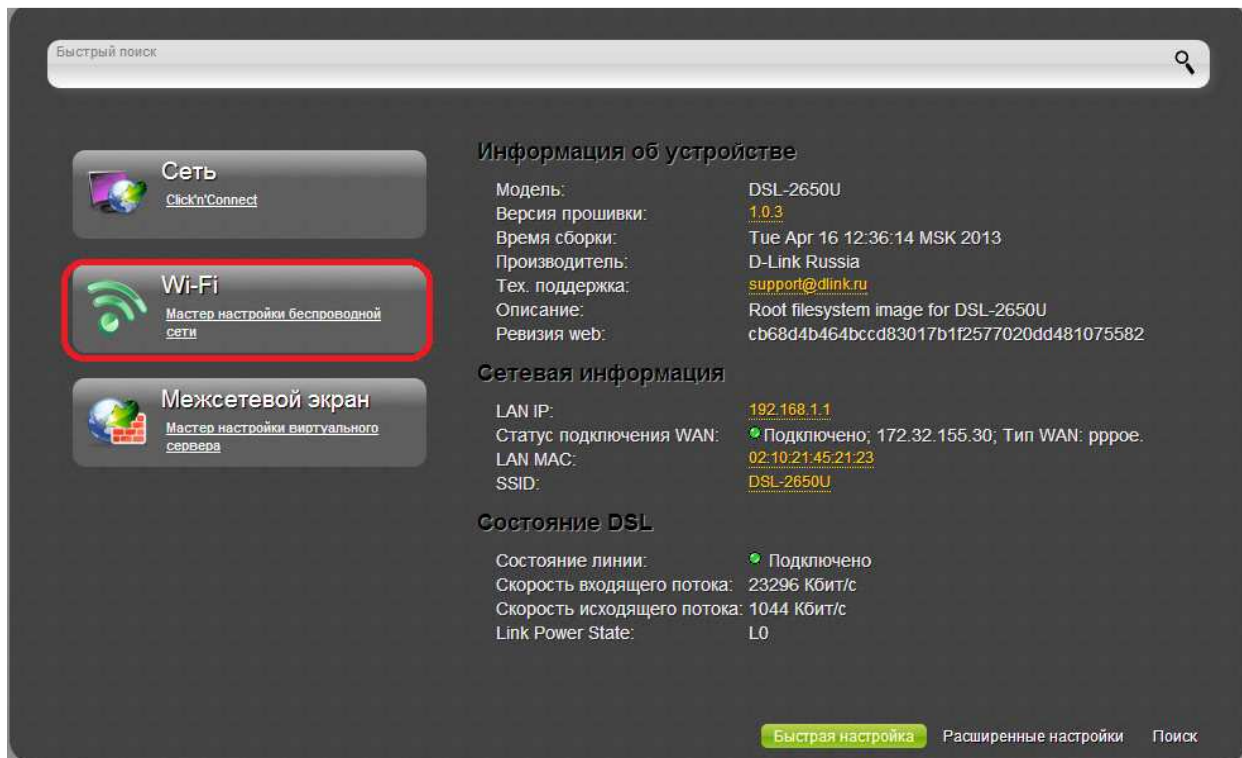 Быстрый поиск
Сеть
Click'n'Connect
Wi-Fi
Мастер настройки беспроводной
сети
Межсетевой экран
Мастер настройки виртуального
сервера
Информация об устройстве
Модель: DSL-2650U
Версия прошивки: 1.0.3
Время сборки: Tue Apr 16 12:36:14 MSK 2013
Производитель: D-Link Russia
Тех. поддержка: support@dlink.ru
Описание: Root filesystem image for DSL-2650U
Ревизия web: cb68d4b464bccd83017b1f2577020dd481075582
Сетевая информация
LAN IP: 192.168.1.1
Статус подключения WAN: Подключено; 172.32.155.30; Тип WAN: pppoe.
LAN MAC: 02:10:21:45:21:23
SSID: DSL-2650U
Состояние DSL
Состояние линии: Подключено
Скорость входящего потока: 23296 Кбит/с
Скорость исходящего потока: 1044 Кбит/с
Link Power State: L0
Быстрая настройка Расширенные настройки Поиск